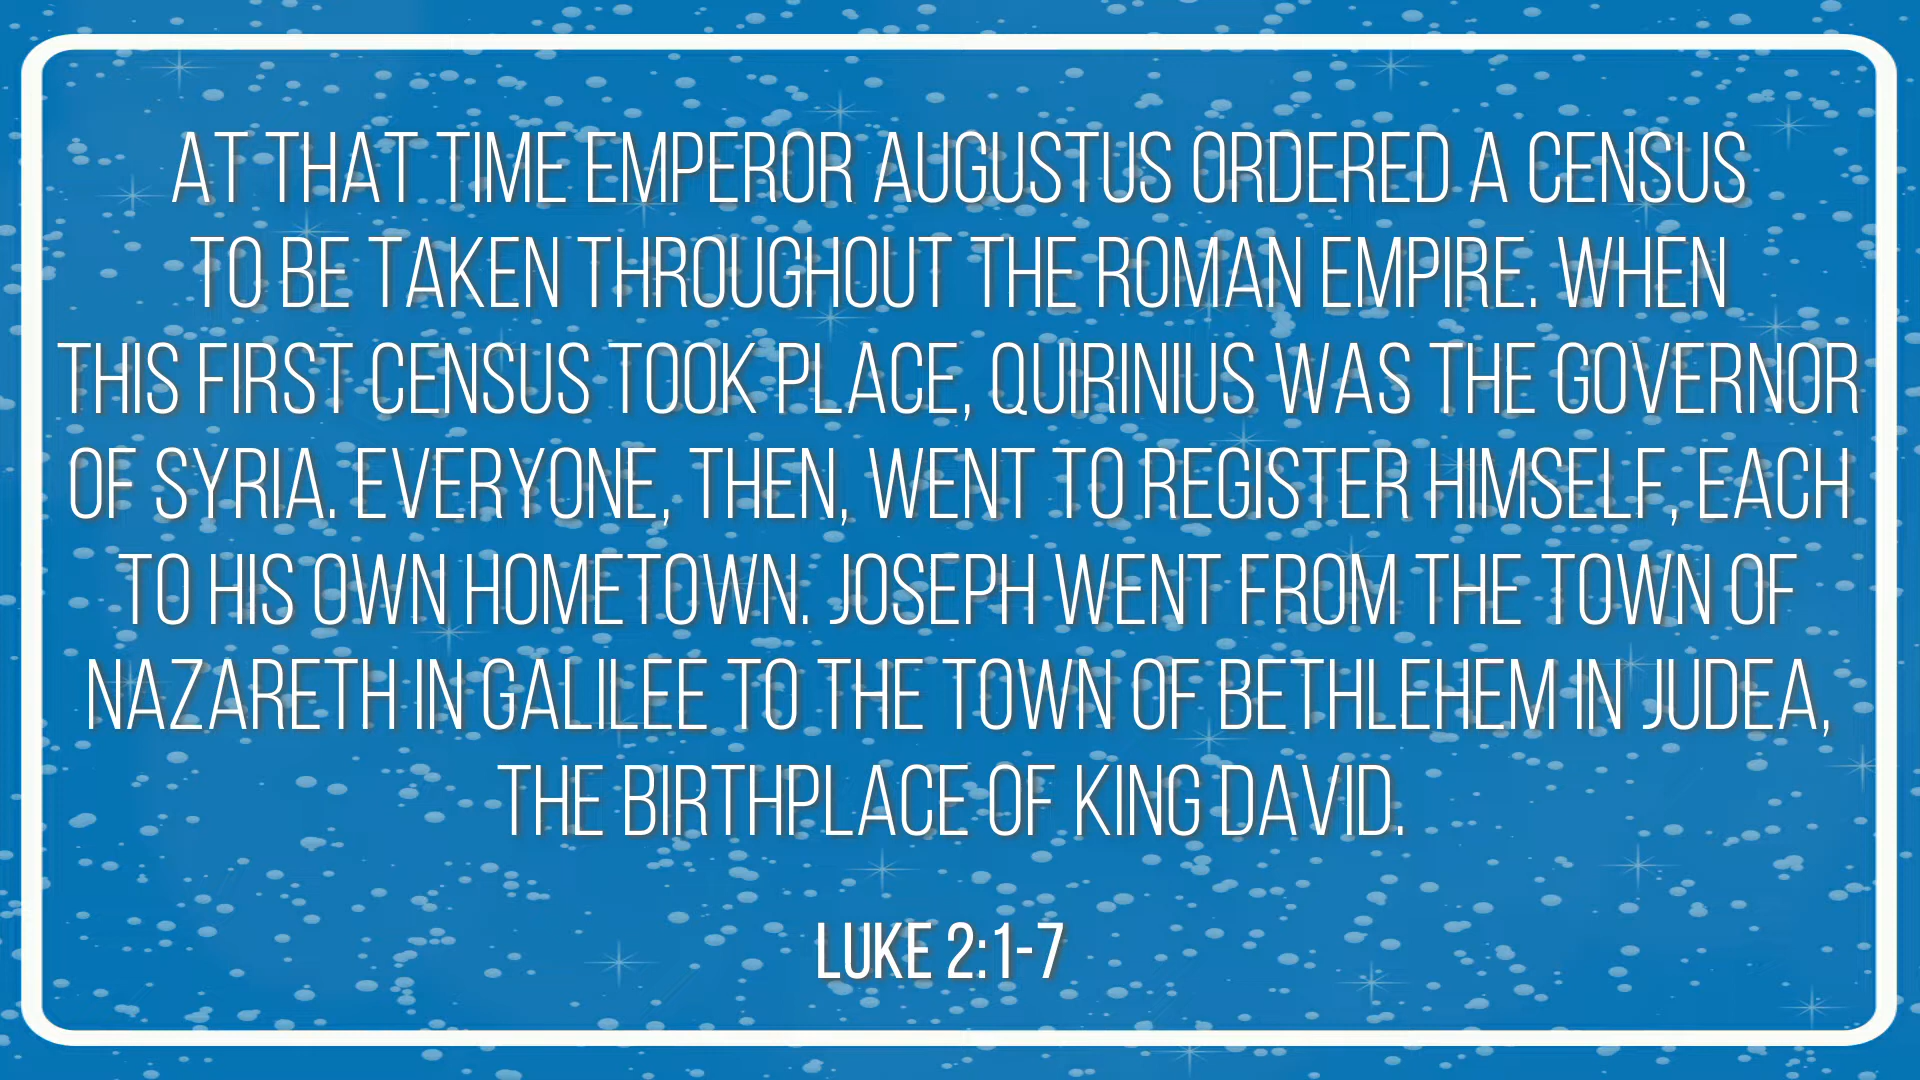 AT THAT TIME EMPEROR AUGUSTUS ORDERED A CENSUS
TO BE TAKEN THROUGHOUT THE ROMAN EMPIRE. WHEN
THIS FIRST CENSUS TOOK PLACE, QUIRINIUS WAS THE GOVERNOR
OF SYRIA. EVERYONE, THEN, WENT TO REGISTER HIMSELF, EACH
TO HIS OWN HOMETOWN. JOSEPH WENT FROM THE TOWN OF
NAZARETH IN GALILEE TO THE TOWN OF BETHLEHEM IN JUDEA,
THE BIRTHPLACE OF KING DAVID.
LUKE 2:1-7